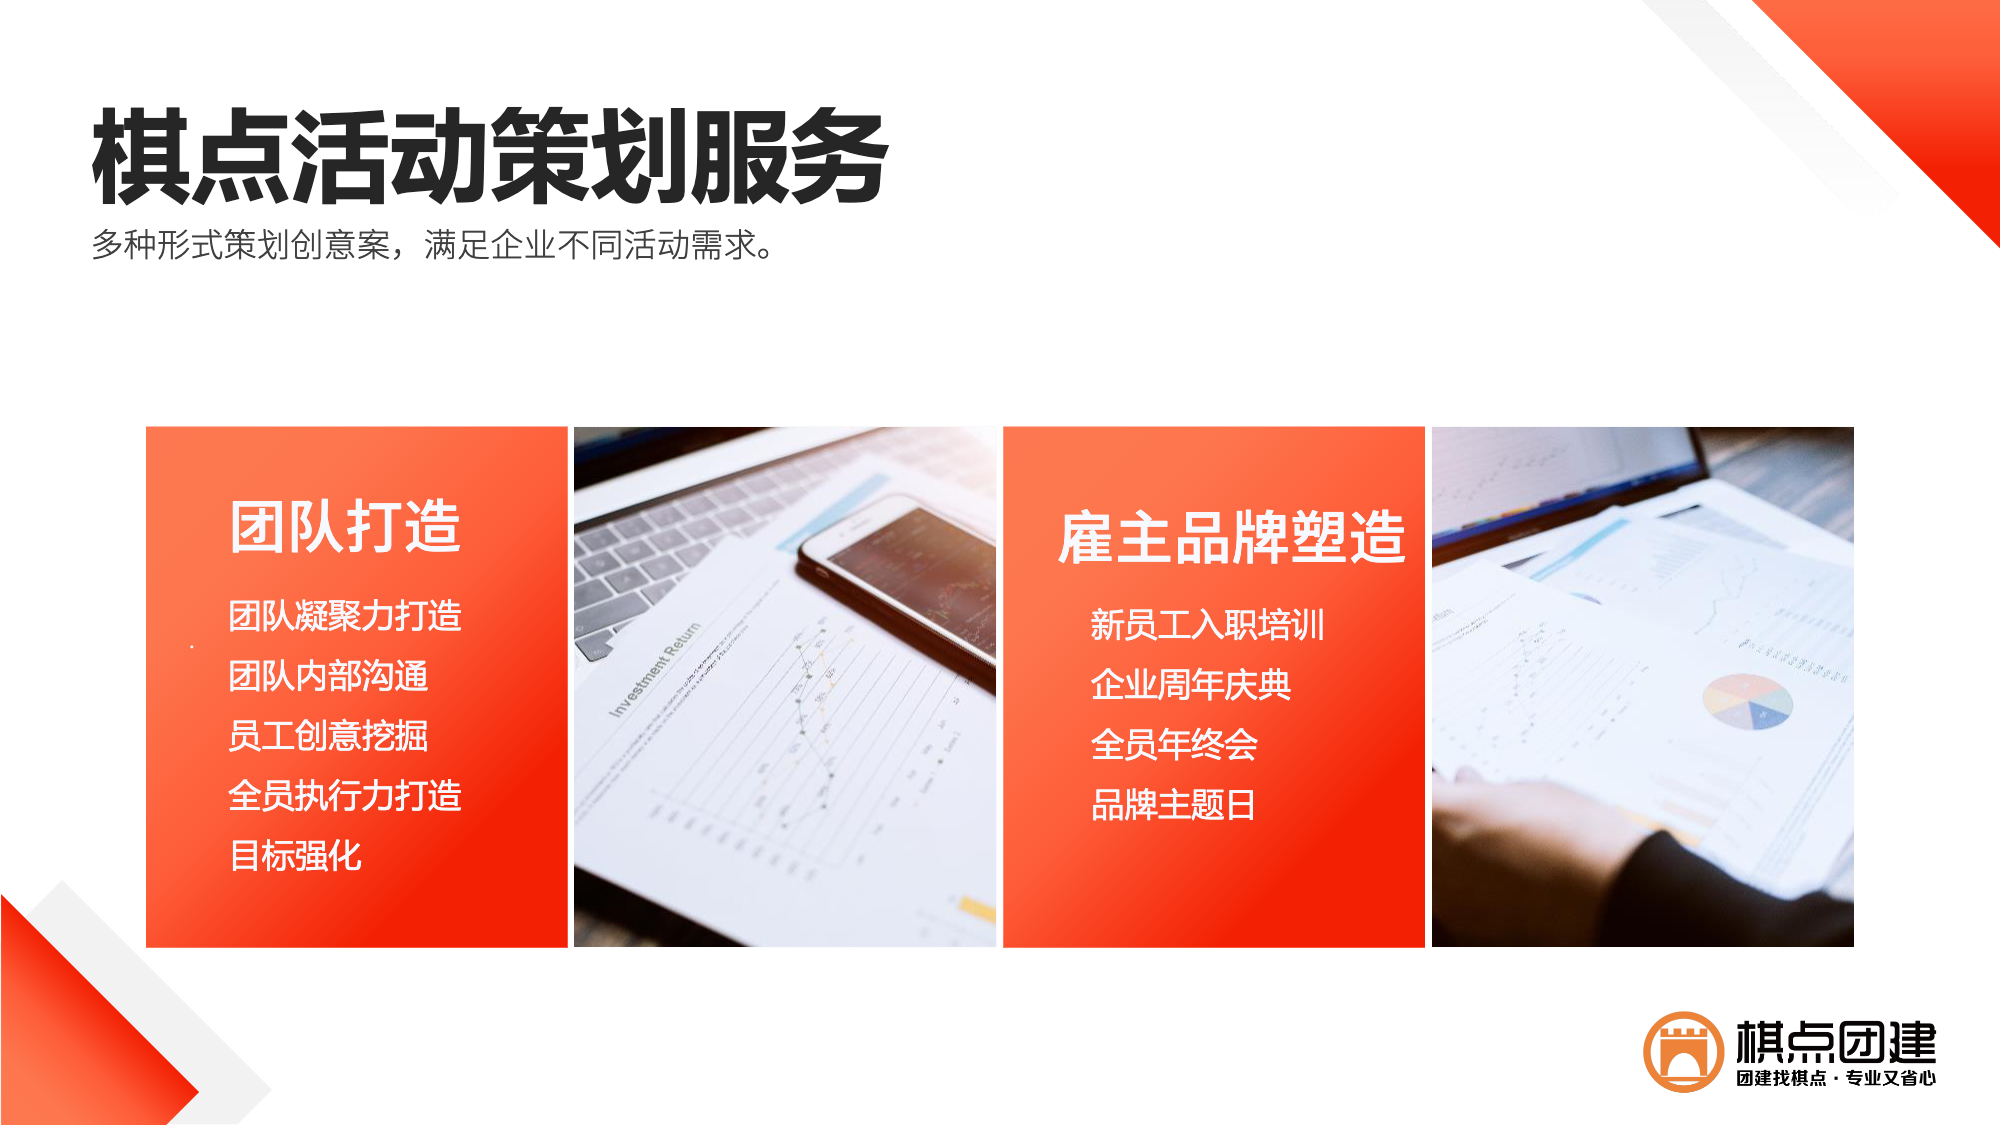 棋点活动策划服务
多种形式策划创意案，满足企业不同活动需求。
团队打造
团队凝聚力打造
团队内部沟通
员工创意挖掘
全员执行力打造
目标强化
Investment Return
雇主品牌塑造
新员工入职培训
企业周年庆典
全员年终会
品牌主题日
棋点团建
团建找棋点·专业又省心